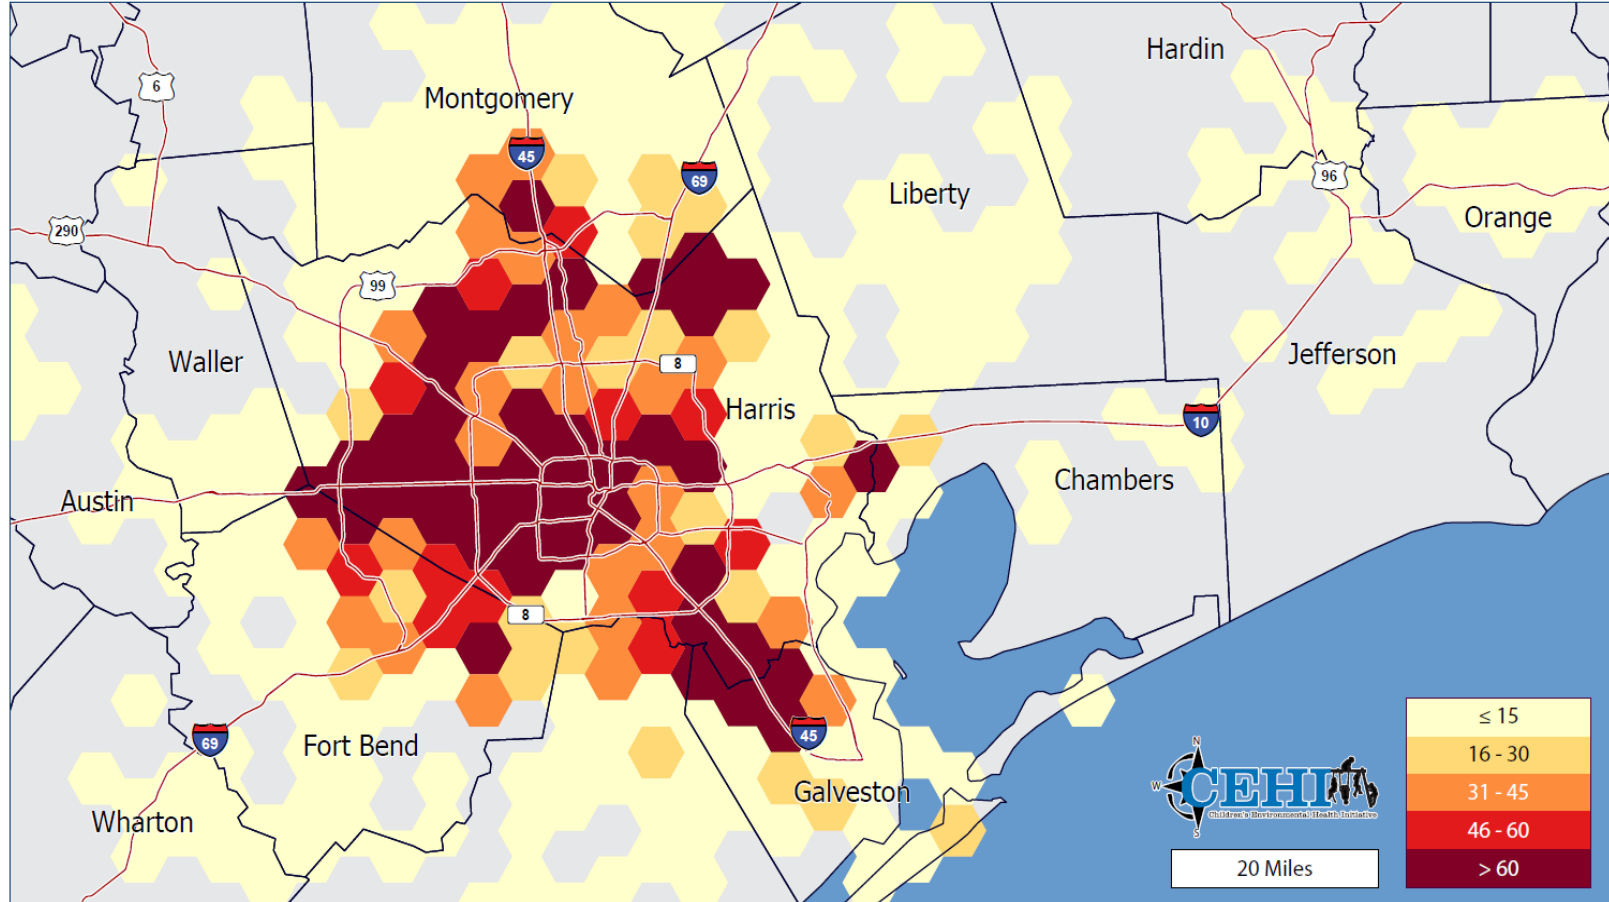 Hardin
6
Montgomery
45
69
96
Liberty
Orange
290
99
Jefferson
Waller
8
Harris
10
Chambers
Austin
8
≤ 15
16 - 30
31 - 45
46 - 60
> 60
N
W
S
CEHI
Children's Environmental Health Initiative
20 Miles
69
45
Fort Bend
Galveston
Wharton